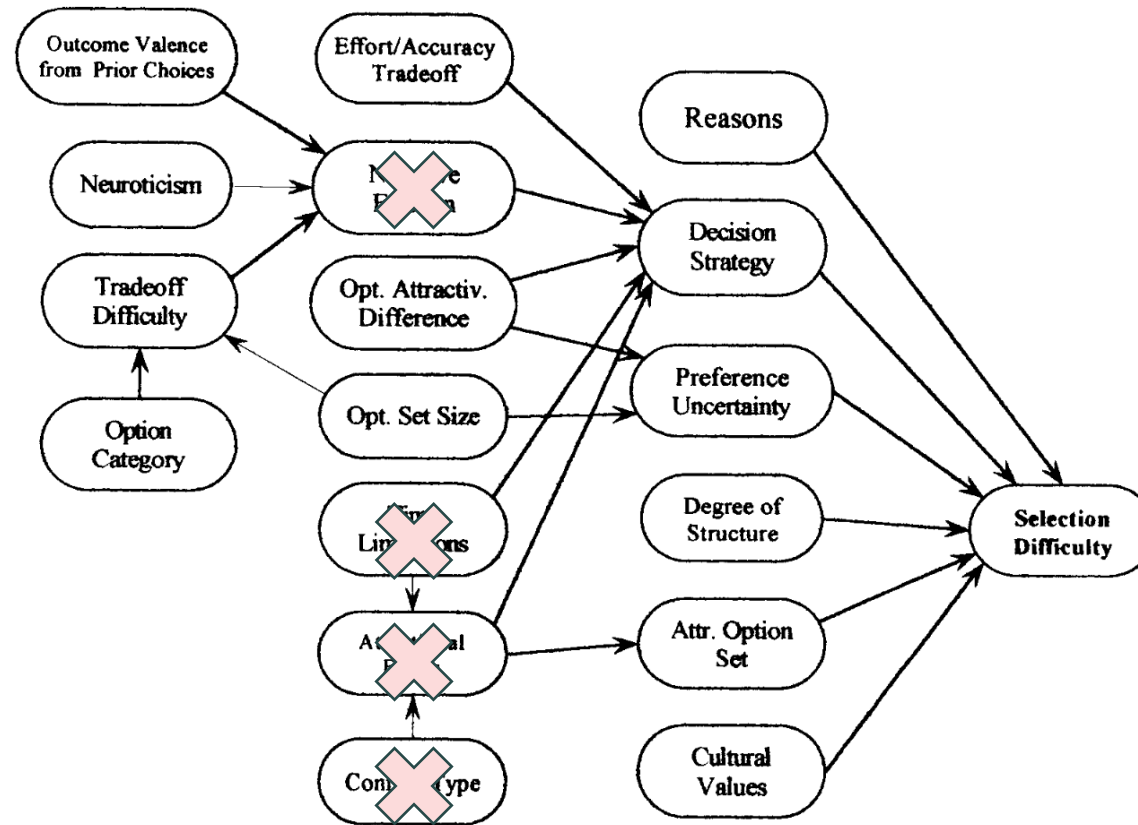 Outcome Valence
from Prior Choices
Effort/Accuracy
Tradeoff
Reasons
Neuroticism
Decision
Strategy
Tradeoff
Difficulty
Opt. Attractiv.
Difference
Preference
Uncertainty
Opt. Set Size
Option
Category
Degree of
Structure
Selection
Difficulty
Attr. Option
Set
Cultural
Values